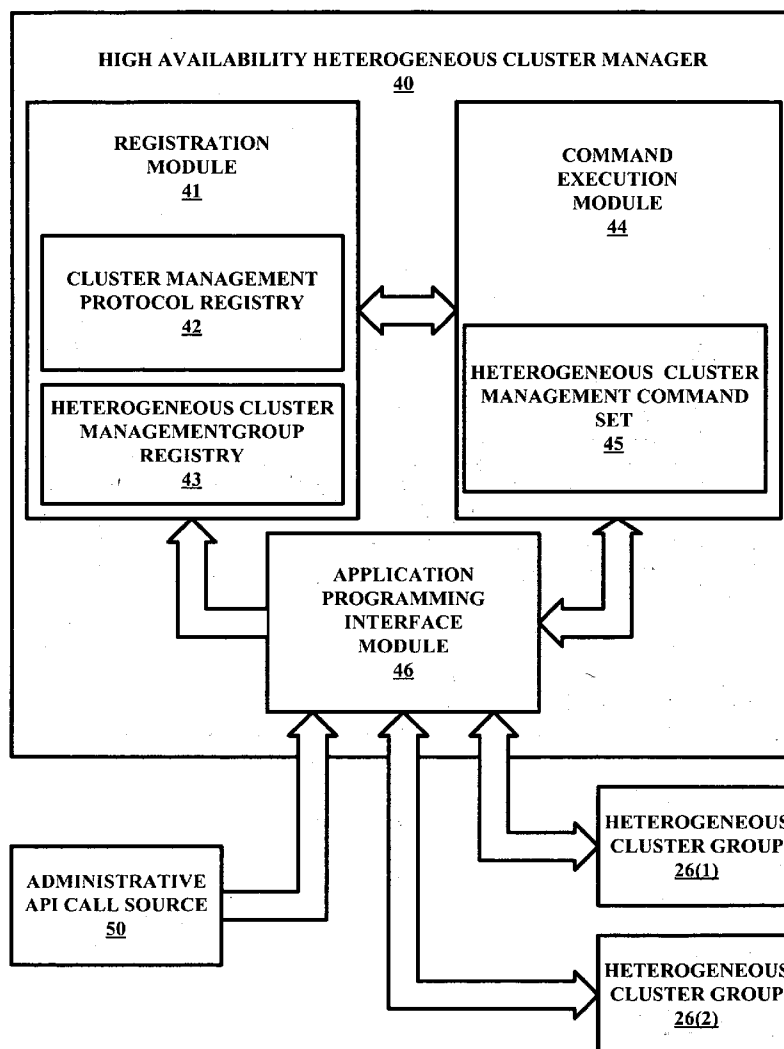 HIGH AVAILABILITY HETEROGENEOUS CLUSTER MANAGER
40
REGISTRATION
MODULE
41
CLUSTER MANAGEMENT
PROTOCOL REGISTRY
42
HETEROGENEOUS CLUSTER
MANAGEMENTGROUP
REGISTRY
43
COMMAND
EXECUTION
MODULE
44
HETEROGENEOUS CLUSTER
MANAGEMENT COMMAND
SET
45
APPLICATION
PROGRAMMING
INTERFACE
MODULE
46
ADMINISTRATIVE
API CALL SOURCE
50
HETEROGENEOUS
CLUSTER GROUP
26(1)
HETEROGENEOUS
CLUSTER GROUP
26(2)